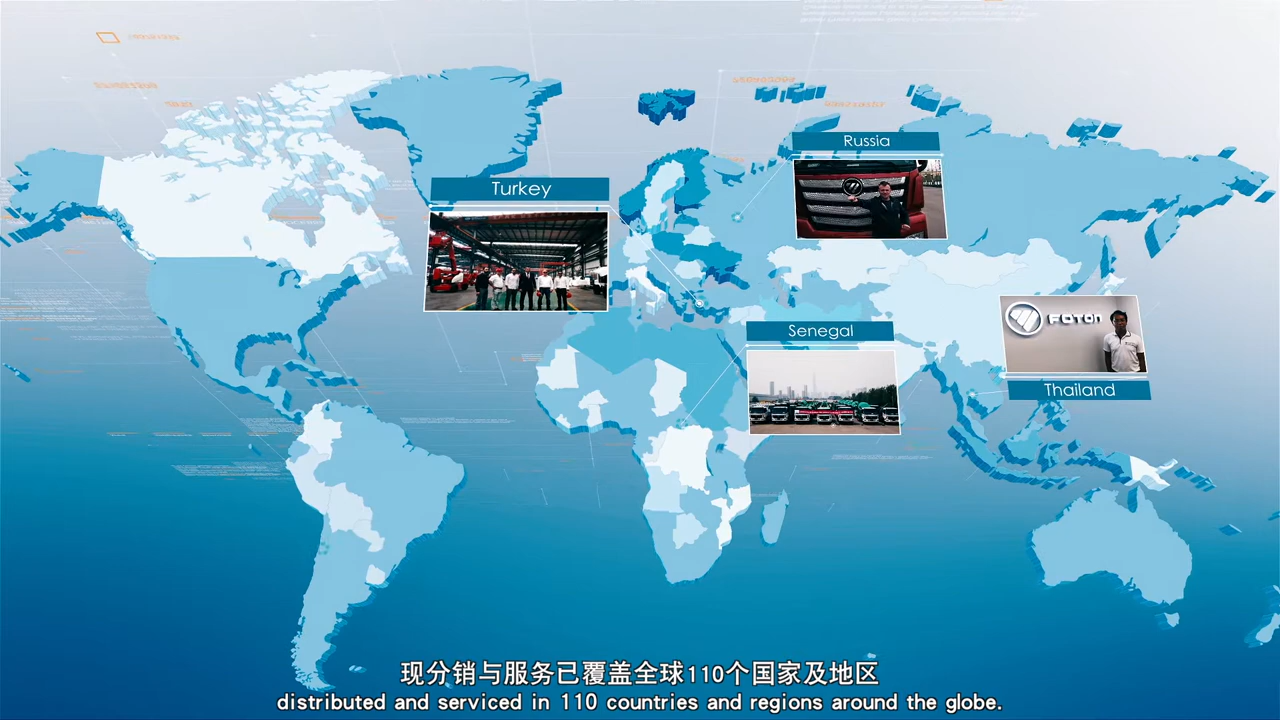 Russia
Turkey
FOTON
Senegal
Thailand
现分销与服务已覆盖全球110个国家及地区
distributed and serviced in 110 countries and regions around the globe.